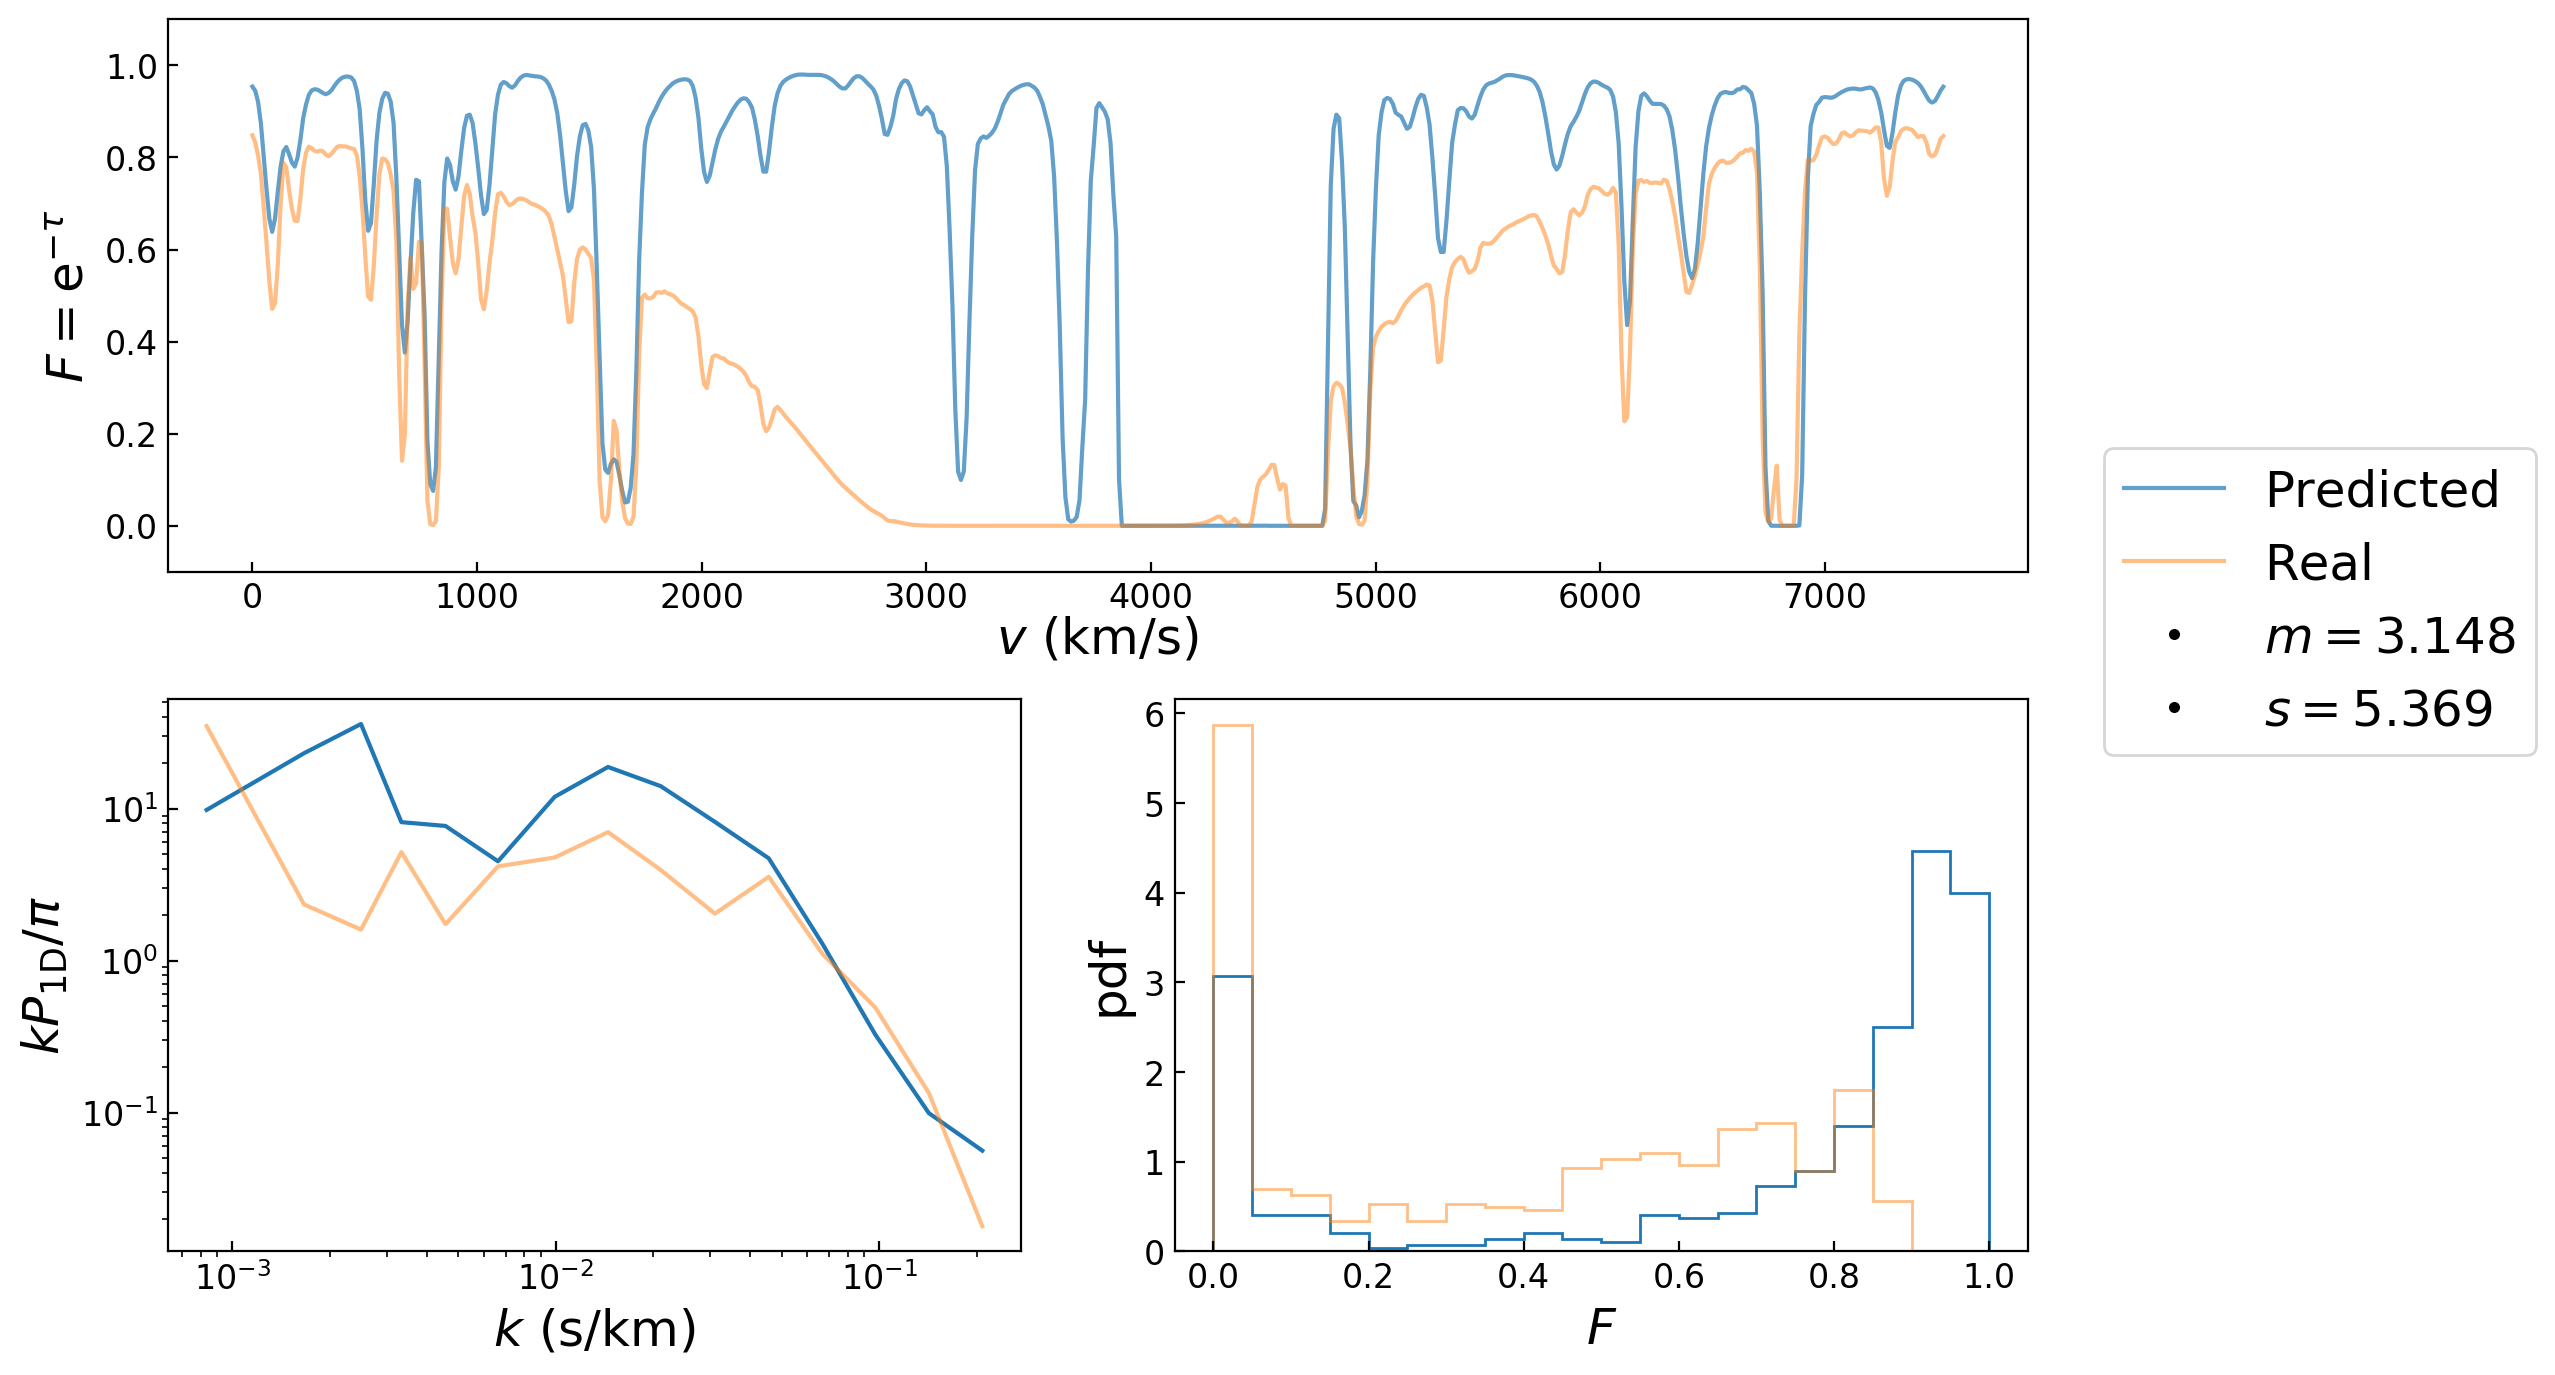 F = e^{−τ}
1.0
0.8
0.6
0.4
0.2
0.0
0 1000 2000 3000 4000 5000 6000 7000
v (km/s)
Predicted
Real
m = 3.148
s = 5.369
kP_{1D}/π
10^1
10^0
10^{−1}
10^{−3} 10^{−2} 10^{−1}
k (s/km)
pdf
6
5
4
3
2
1
0
0.0 0.2 0.4 0.6 0.8 1.0
F